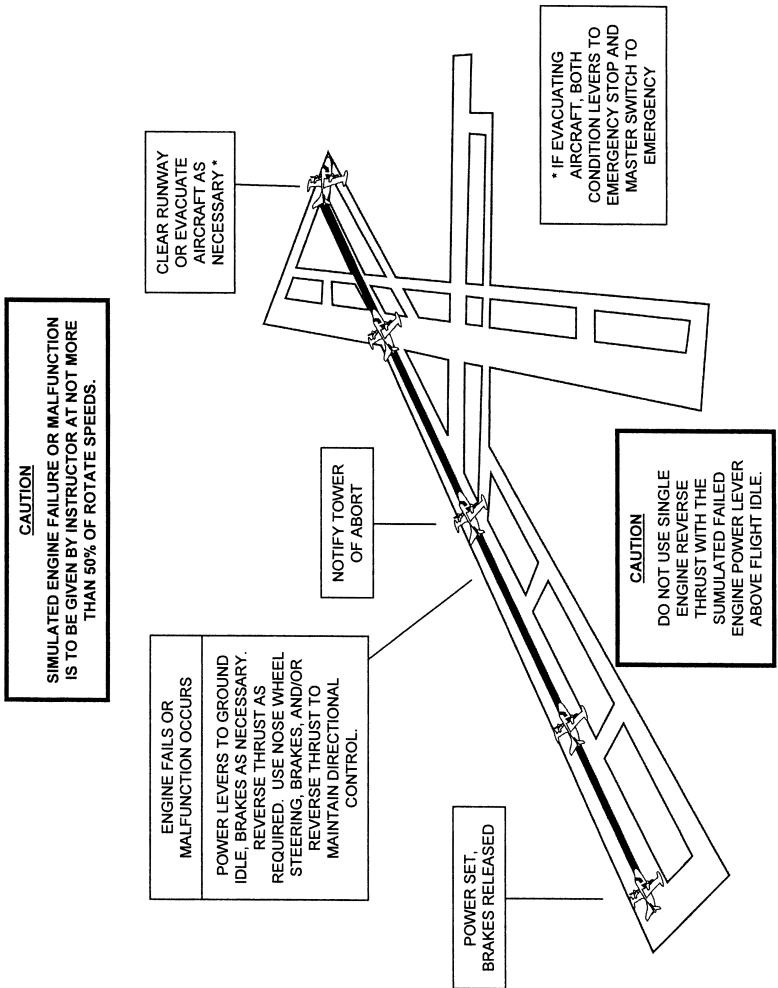 CAUTION
SIMULATED ENGINE FAILURE OR MALFUNCTION
IS TO BE GIVEN BY INSTRUCTOR AT NOT MORE
THAN 50% OF ROTATE SPEEDS.
POWER SET,
BRAKES RELEASED
ENGINE FAILS OR
MALFUNCTION OCCURS
POWER LEVERS TO GROUND
IDLE, BRAKES AS NECESSARY.
REVERSE THRUST AS
REQUIRED. USE NOSE WHEEL
STEERING, BRAKES, AND/OR
REVERSE THRUST TO
MAINTAIN DIRECTIONAL
CONTROL.
NOTIFY TOWER
OF ABORT
CLEAR RUNWAY
OR EVACUATE
AIRCRAFT AS
NECESSARY *
CAUTION
DO NOT USE SINGLE
ENGINE REVERSE
THRUST WITH THE
SUMULATED FAILED
ENGINE POWER LEVER
ABOVE FLIGHT IDLE.
* IF EVACUATING
AIRCRAFT, BOTH
CONDITION LEVERS TO
EMERGENCY STOP AND
MASTER SWITCH TO
EMERGENCY